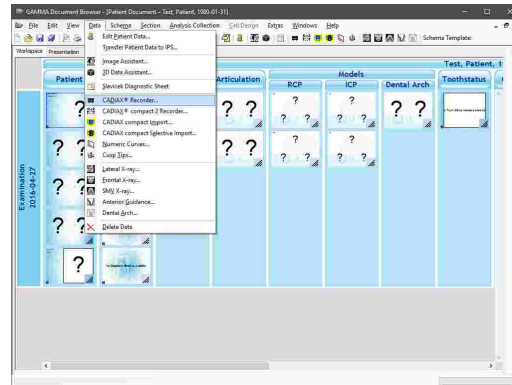 GAMMA Document Browser - [Patient Document -- Test, Patient, 1980-01-31]
File Edit View Data Schema Section Analysis Collection Cell Design Extras Windows Help
Schema Template:
Workspace Presentation
Edit Patient Data...
Transfer Patient Data to IPS...
Image Assistant...
3D Data Assistant...
Slavicek Diagnostic Sheet
CADIAX® Recorder...
CADIAX® compact 2 Recorder...
CADIAX compact Import...
CADIAX compact Selective Import...
Numeric Curves...
Cusp Tips...
Lateral X-ray...
Frontal X-ray...
SMV X-ray...
Anterior Guidance...
Dental Arch...
Delete Data
Test, Patient, 1
Patient
Articulation
Models
RCP
ICP
Dental Arch
Toothstatus
Examination
2016-04-27
? ? ? ? ?
? ? ? ? ? ?
? ? ? ? ? ? ? ?
? ?
? ?
?